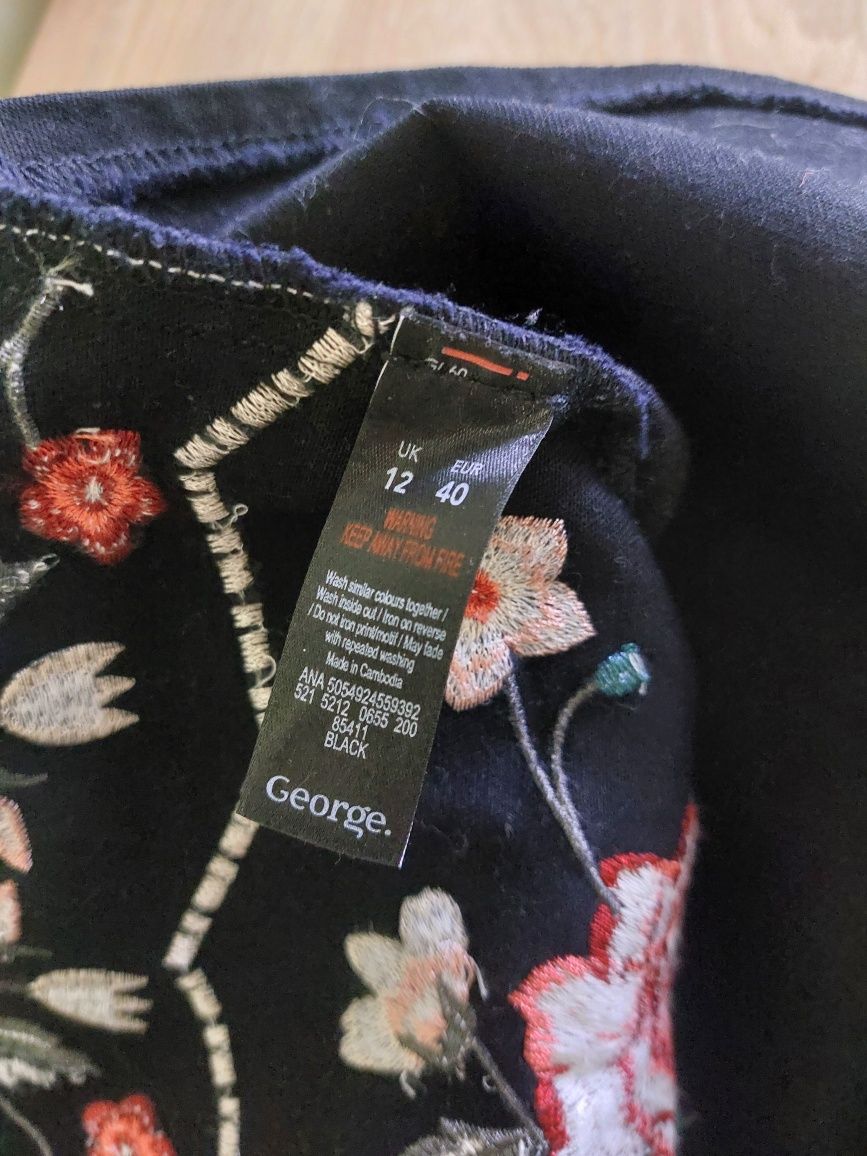 UK EUR
12 40
WARNING
KEEP AWAY FROM FIRE
Wash similar colours together /
Wash inside out / Iron on reverse
/ Do not iron print/motif / May fade
with repeated washing
Made in Cambodia
ANA 5054924559392
521 5212 0655 200
85411
BLACK
George.